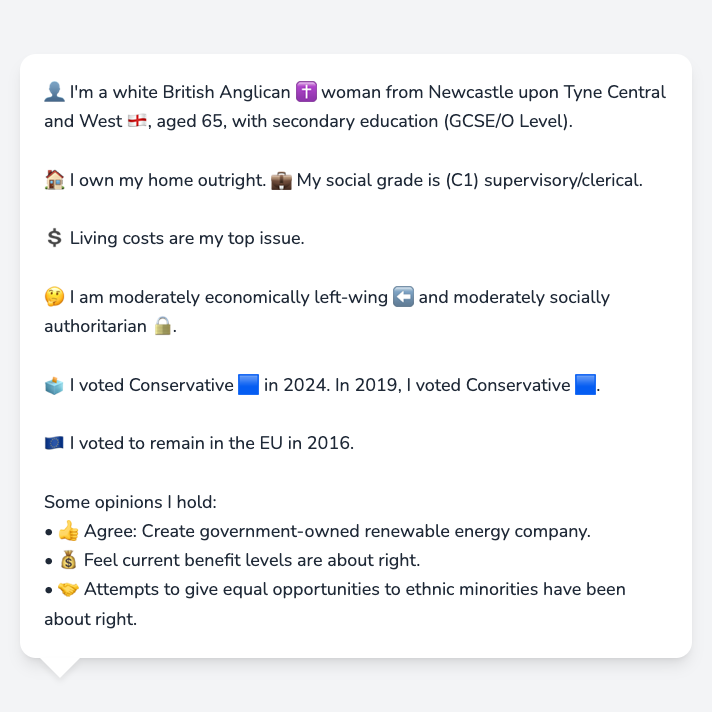 👤 I'm a white British Anglican ✝️ woman from Newcastle upon Tyne Central
and West 🏴󠁧󠁢󠁥󠁮󠁧󠁿, aged 65, with secondary education (GCSE/O Level).
🏠 I own my home outright. 💼 My social grade is (C1) supervisory/clerical.
💲 Living costs are my top issue.
🤔 I am moderately economically left-wing ⬅️ and moderately socially
authoritarian 🔒.
🗳️ I voted Conservative 🟦 in 2024. In 2019, I voted Conservative 🟦.
🇪🇺 I voted to remain in the EU in 2016.
Some opinions I hold:
• 👍 Agree: Create government-owned renewable energy company.
• 💰 Feel current benefit levels are about right.
• 🤝 Attempts to give equal opportunities to ethnic minorities have been
about right.